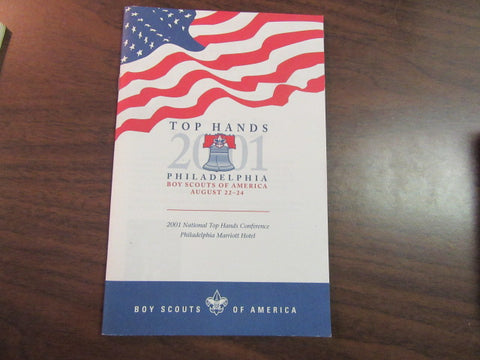 TOP HANDS
2001
PHILADELPHIA
BOY SCOUTS OF AMERICA
AUGUST 22–24
2001 National Top Hands Conference
Philadelphia Marriott Hotel
BOY SCOUTS OF AMERICA